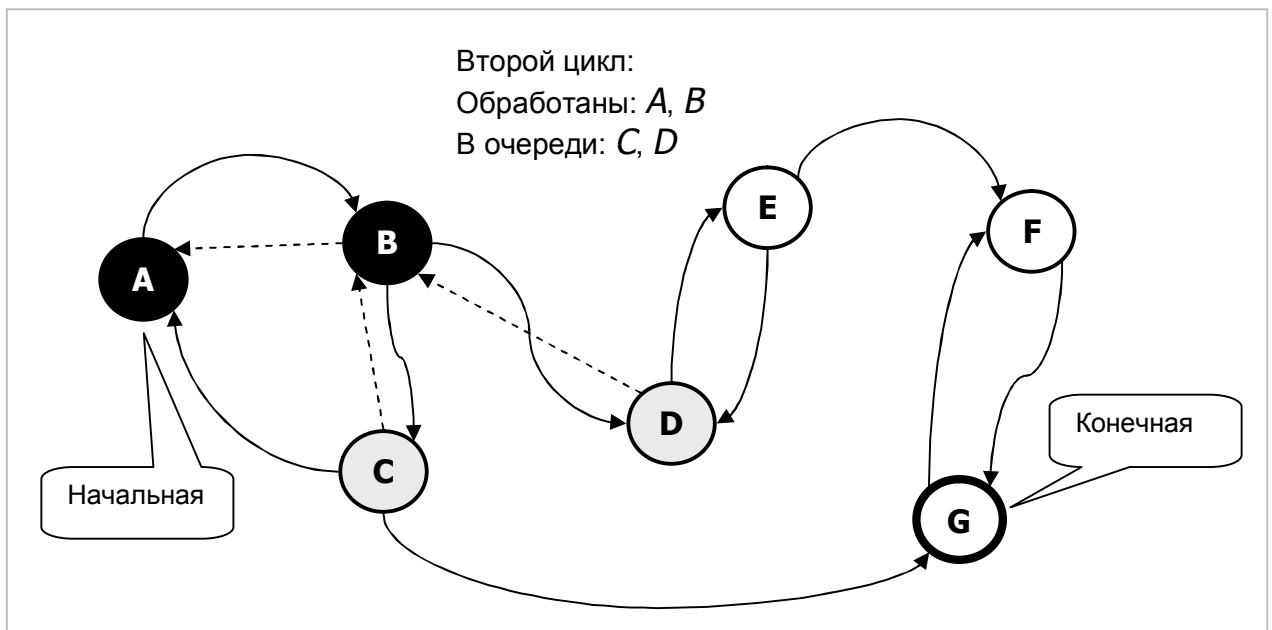 Второй цикл:
Обработаны: A, B
В очереди: C, D
E
F
B
A
D
Конечная
C
Начальная
G